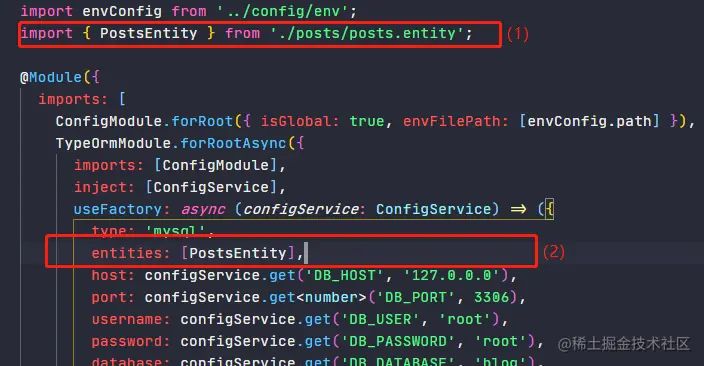 import envConfig from '../config/env';
import { PostsEntity } from './posts/posts.entity';
(1)
@Module({
imports: [
ConfigModule.forRoot({ isGlobal: true, envFilePath: [envConfig.path] }),
TypeOrmModule.forRootAsync({
imports: [ConfigModule],
inject: [ConfigService],
useFactory: async (configService: ConfigService) => ({
type: 'mysql',
entities: [PostsEntity],
(2)
host: configService.get('DB_HOST', '127.0.0.0'),
port: configService.get<number>('DB_PORT', 3306),
username: configService.get('DB_USER', 'root'),
password: configService.get('DB_PASSWORD', 'root'),
database: configService.get('DB_DATABASE', 'blog'),
@稀土掘金技术社区